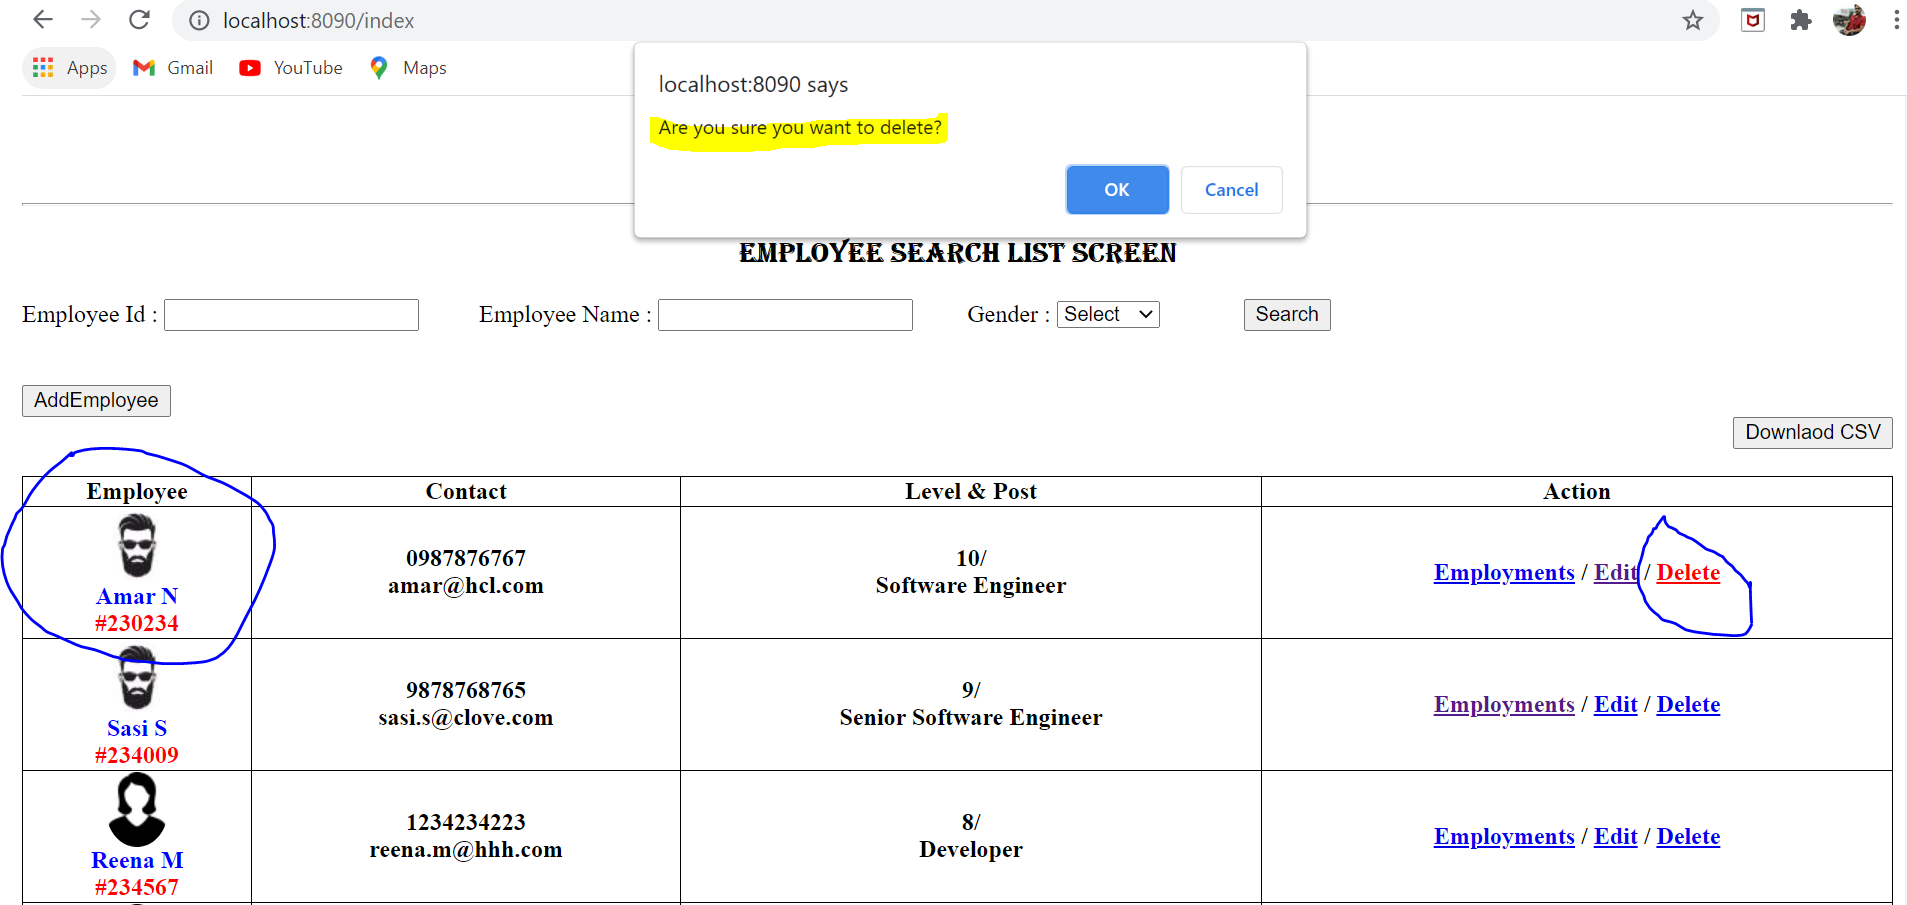 localhost:8090/index
Apps Gmail YouTube Maps
localhost:8090 says
Are you sure you want to delete?
OK Cancel
EMPLOYEE SEARCH LIST SCREEN
Employee Id : Employee Name : Gender : Select Search
AddEmployee
Downlaod CSV
Employee Contact Level & Post Action
Amar N
#230234
0987876767
amar@hcl.com
10/
Software Engineer
Employments / Edit / Delete
Sasi S
#234009
9878768765
sasi.s@clove.com
9/
Senior Software Engineer
Employments / Edit / Delete
Reena M
#234567
1234234223
reena.m@hhh.com
8/
Developer
Employments / Edit / Delete